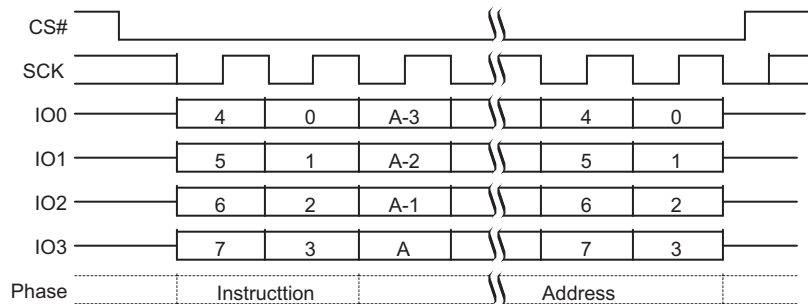 CS#
SCK
IO0 4 0 A-3 4 0
IO1 5 1 A-2 5 1
IO2 6 2 A-1 6 2
IO3 7 3 A 7 3
Phase Instructtion Address